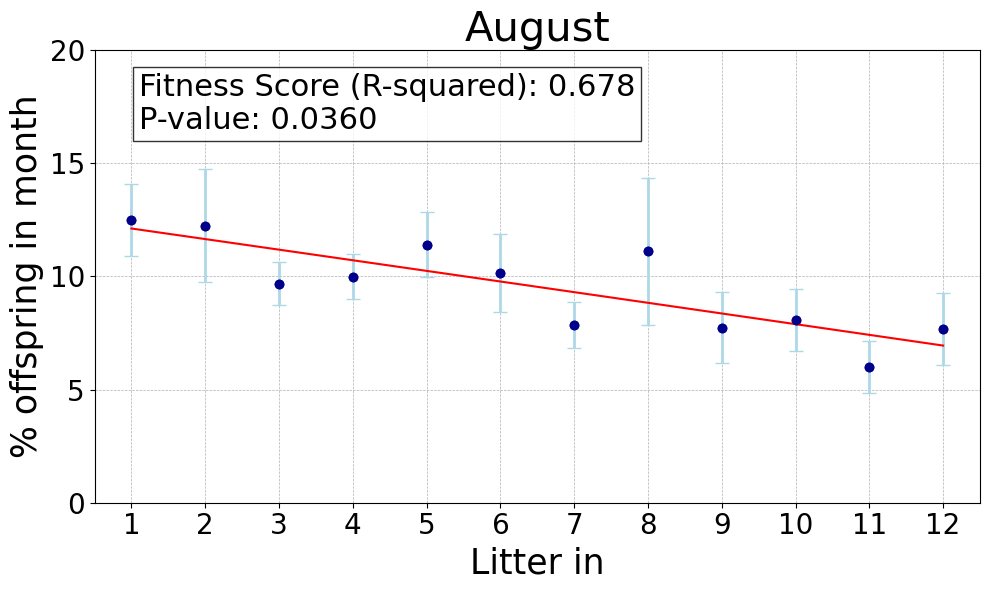 August
% offspring in month
20
15
10
5
0
Fitness Score (R-squared): 0.678
P-value: 0.0360
1 2 3 4 5 6 7 8 9 10 11 12
Litter in